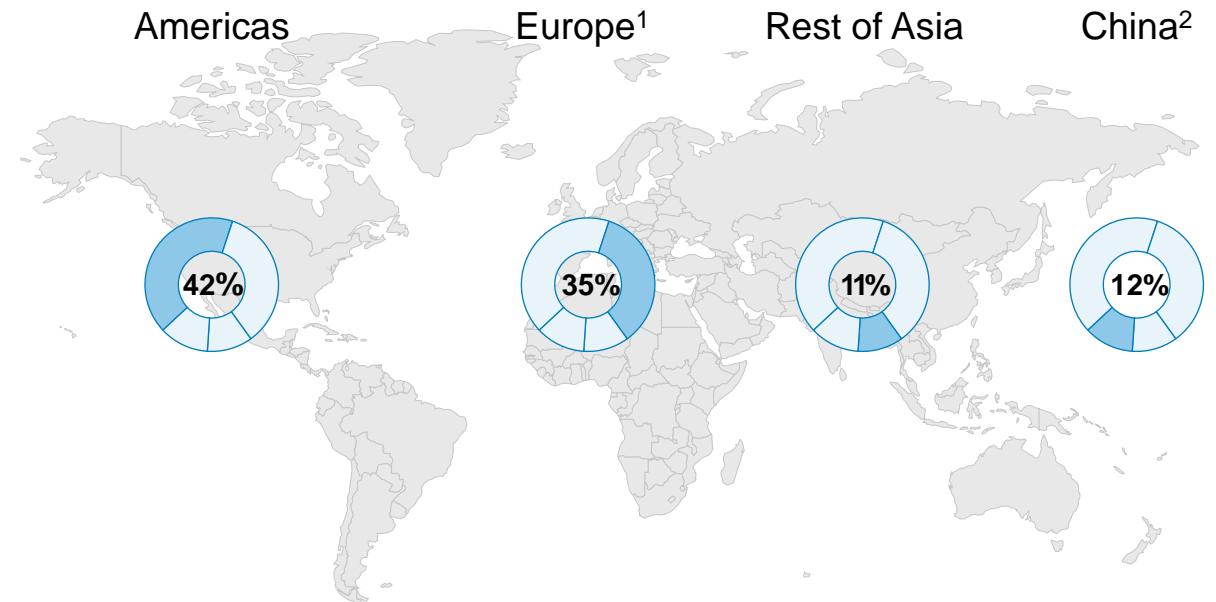 Americas
Europe¹
Rest of Asia
China²
42%
35%
11%
12%